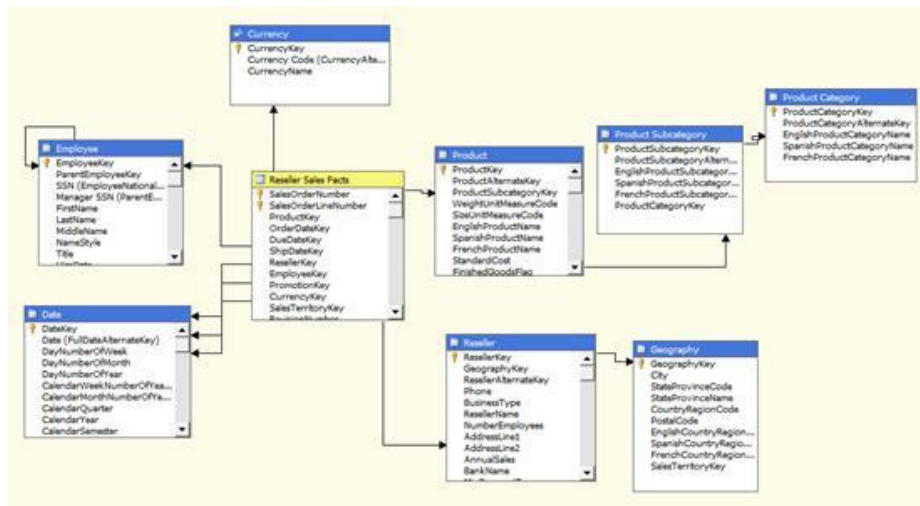 Currency
CurrencyKey
Currency Code (CurrencyAlte...
CurrencyName
Employee
EmployeeKey
ParentEmployeeKey
SSN (EmployeeNational...
Manager SSN (ParentE...
FirstName
LastName
MiddleName
NameStyle
Title
HireDate
Reseller Sales Facts
SalesOrderNumber
SalesOrderLineNumber
ProductKey
OrderDateKey
DueDateKey
ShipDateKey
ResellerKey
EmployeeKey
PromotionKey
CurrencyKey
SalesTerritoryKey
RevisionNumber
Product
ProductKey
ProductAlternateKey
ProductSubcategoryKey
WeightUnitMeasureCode
SizeUnitMeasureCode
EnglishProductName
SpanishProductName
FrenchProductName
StandardCost
FinishedGoodsFlag
Product Subcategory
ProductSubcategoryKey
ProductSubcategoryAltern...
EnglishProductSubcategor...
SpanishProductSubcategor...
FrenchProductSubcategor...
ProductCategoryKey
Product Category
ProductCategoryKey
ProductCategoryAlternateKey
EnglishProductCategoryName
SpanishProductCategoryName
FrenchProductCategoryName
Date
DateKey
Date (FullDateAlternateKey)
DayNumberOfWeek
DayNumberOfMonth
DayNumberOfYear
CalendarWeekNumberOfYea...
CalendarMonthNumberOfYe...
CalendarQuarter
CalendarYear
CalendarSemester
Reseller
ResellerKey
GeographyKey
ResellerAlternateKey
Phone
BusinessType
ResellerName
NumberEmployees
AddressLine1
AddressLine2
AnnualSales
BankName
Geography
GeographyKey
City
StateProvinceCode
StateProvinceName
CountryRegionCode
PostalCode
EnglishCountryRegion...
SpanishCountryRegio...
FrenchCountryRegion...
SalesTerritoryKey